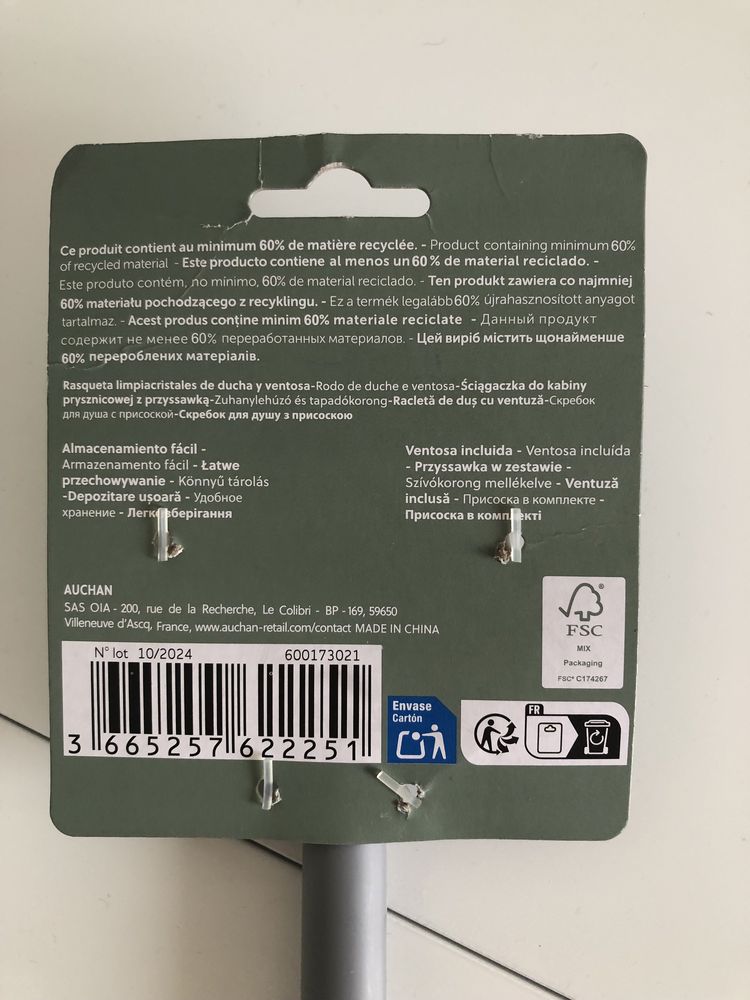 Ce produit contient au minimum 60% de matière recyclée. - Product containing minimum 60%
of recycled material - Este producto contiene al menos un 60 % de material reciclado. -
Este produto contém, no mínimo, 60% de material reciclado. - Ten produkt zawiera co najmniej
60% materiału pochodzącego z recyklingu. - Ez a termék legalább 60% újrahasznosított anyagot
tartalmaz. - Acest produs conține minim 60% materiale reciclate - Данный продукт
содержит не менее 60% переработанных материалов. - Цей виріб містить щонайменше
60% перероблених матеріалів.
Rasqueta limpiacristales de ducha y ventosa-Rodo de duche e ventosa-Ściągaczka do kabiny
prysznicowej z przyssawką-Zuhanylehúzó és tapadókorong-Racletă de duș cu ventuză-Скребок
для душа с присоской-Скребок для душу з присоскою
Almacenamiento fácil -
Armazenamento fácil - Łatwe
przechowywanie - Könnyű tárolás
-Depozitare ușoară - Удобное
хранение - Легке зберігання
Ventosa incluida - Ventosa incluída
- Przyssawka w zestawie -
Szívókorong mellékelve - Ventuză
inclusă - Присоска в комплекте -
Присоска в комплекті
AUCHAN
SAS OIA - 200, rue de la Recherche, Le Colibri - BP - 169, 59650
Villeneuve d'Ascq, France, www.auchan-retail.com/contact MADE IN CHINA
N° lot 10/2024 600173021
3 665257 622251
Envase
Cartón
FR
FSC®
MIX
Packaging
FSC® C174267